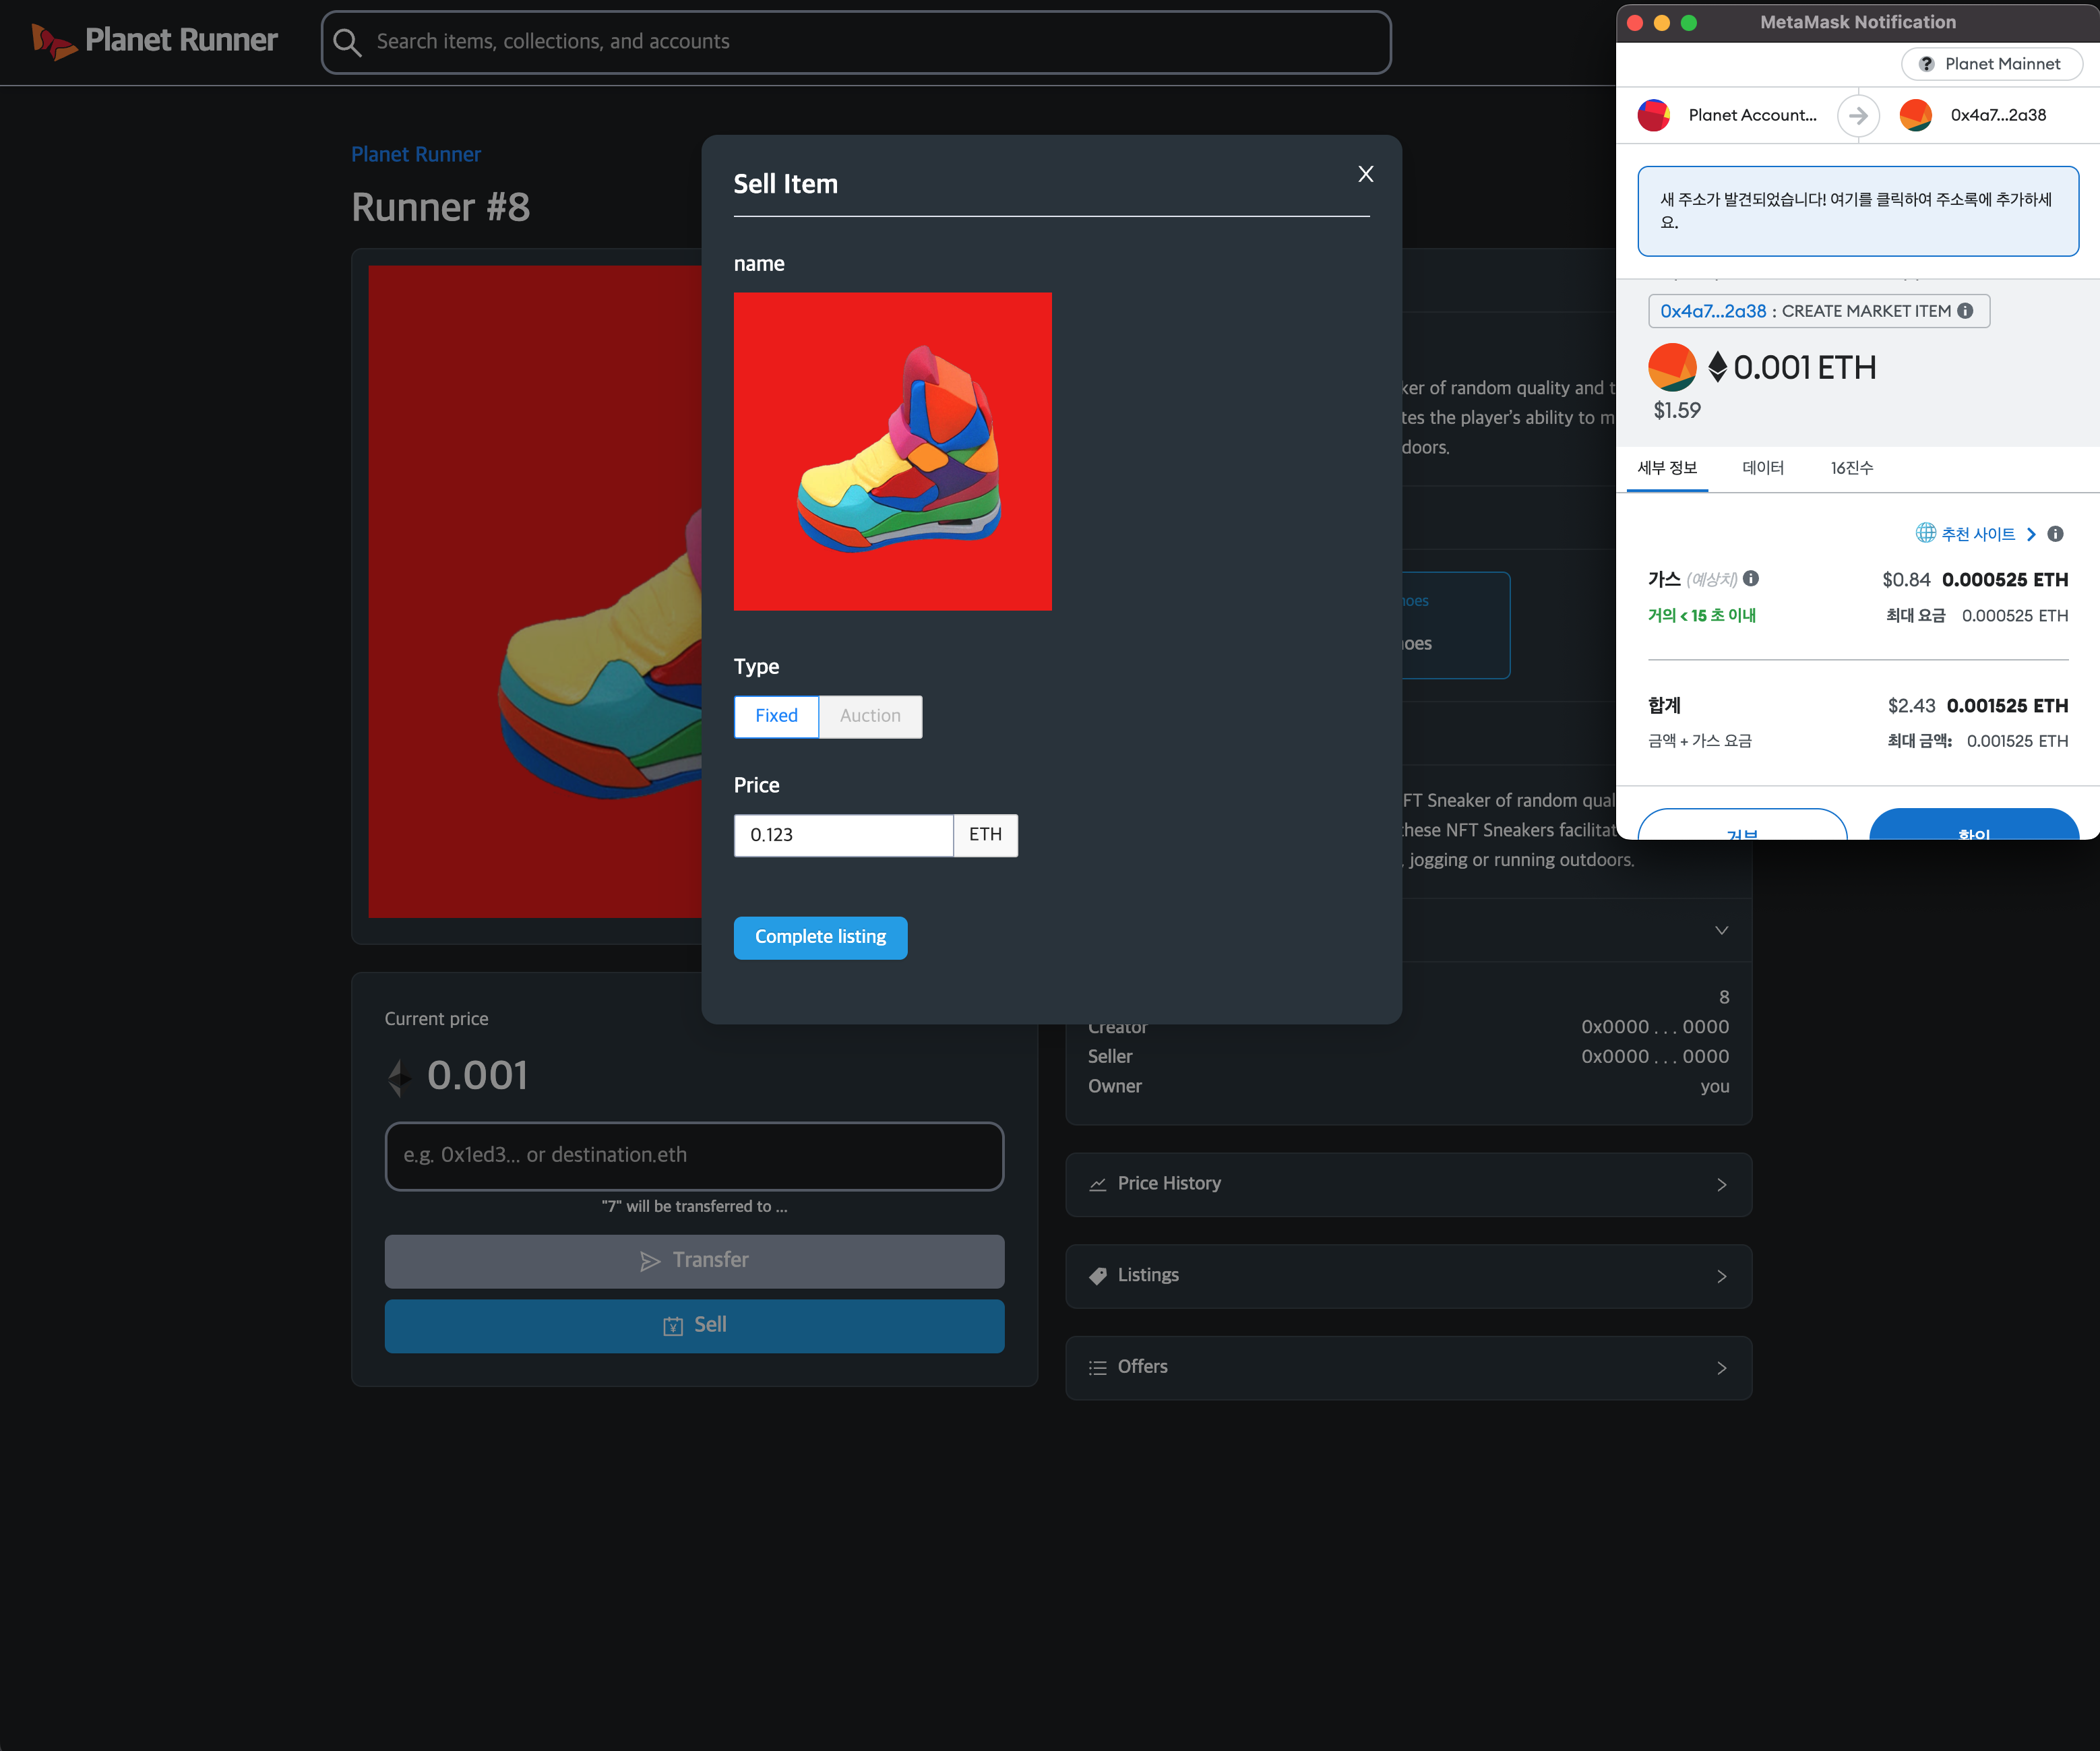 Planet Runner
Search items, collections, and accounts
Planet Runner
Runner #8
Sell Item
X
name
Type
Fixed
Auction
Price
0.123
ETH
Complete listing
Current price
0.001
e.g. 0x1ed3... or destination.eth
"7" will be transferred to ...
Transfer
Sell
ker of random quality and t
tes the player's ability to m
doors.
hoes
hoes
FT Sneaker of random qual
these NFT Sneakers facilitat
, jogging or running outdoors.
8
Creator
0x0000 . . . 0000
Seller
0x0000 . . . 0000
Owner
you
Price History
Listings
Offers
MetaMask Notification
? Planet Mainnet
Planet Account...
0x4a7...2a38
새 주소가 발견되었습니다! 여기를 클릭하여 주소록에 추가하세
요.
0x4a7...2a38 : CREATE MARKET ITEM
0.001 ETH
$1.59
세부 정보
데이터
16진수
추천 사이트
가스 (예상치)
$0.84 0.000525 ETH
거의 < 15 초 이내
최대 요금 0.000525 ETH
합계
$2.43 0.001525 ETH
금액 + 가스 요금
최대 금액: 0.001525 ETH
거부
확인